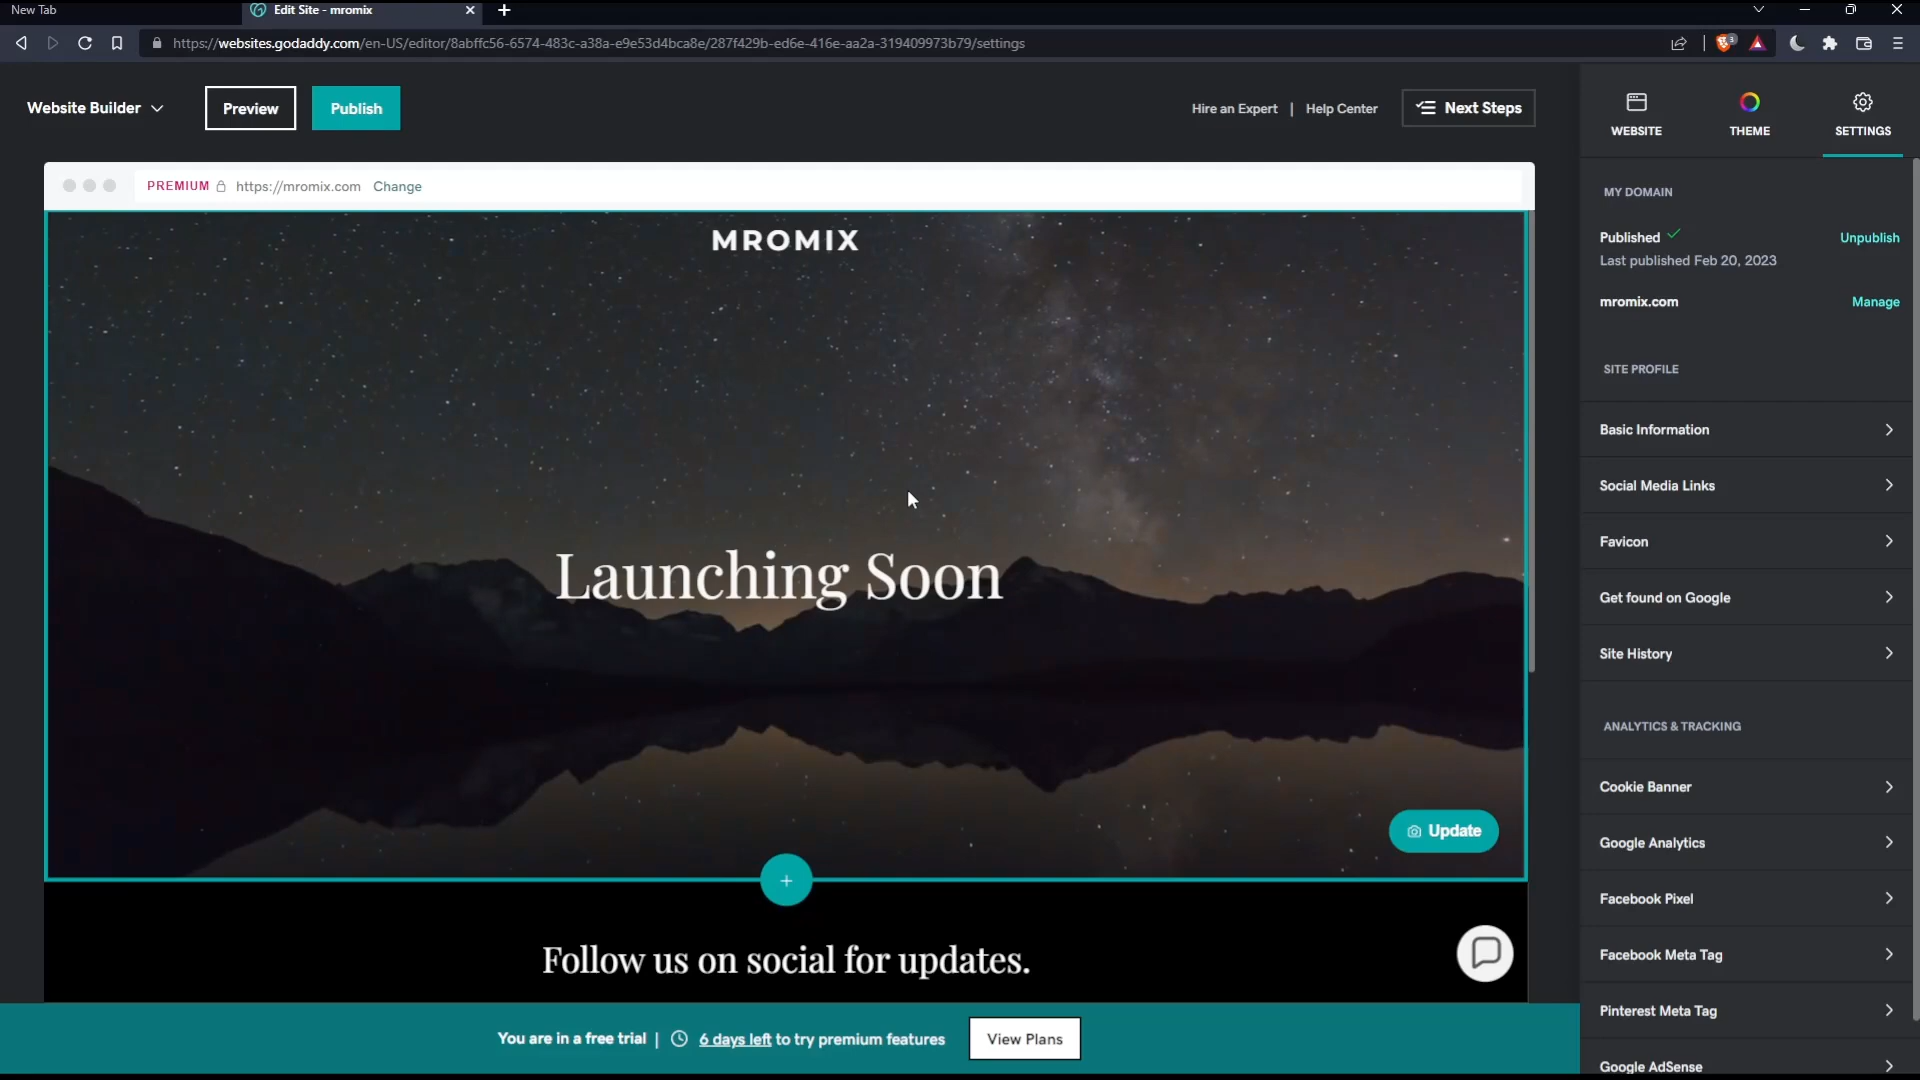 New Tab
Edit Site - mromix
https://websites.godaddy.com/en-US/editor/8abffc56-6574-483c-a38a-e9e53d4bca8e/287f429b-ed6e-416e-aa2a-319409973b79/settings
3
Website Builder
Preview
Publish
Hire an Expert | Help Center
Next Steps
WEBSITE
THEME
SETTINGS
PREMIUM https://mromix.com Change
MROMIX
Launching Soon
Update
+
Follow us on social for updates.
You are in a free trial | 6 days left to try premium features
View Plans
MY DOMAIN
Published
Unpublish
Last published Feb 20, 2023
mromix.com
Manage
SITE PROFILE
Basic Information
Social Media Links
Favicon
Get found on Google
Site History
ANALYTICS & TRACKING
Cookie Banner
Google Analytics
Facebook Pixel
Facebook Meta Tag
Pinterest Meta Tag
Google AdSense